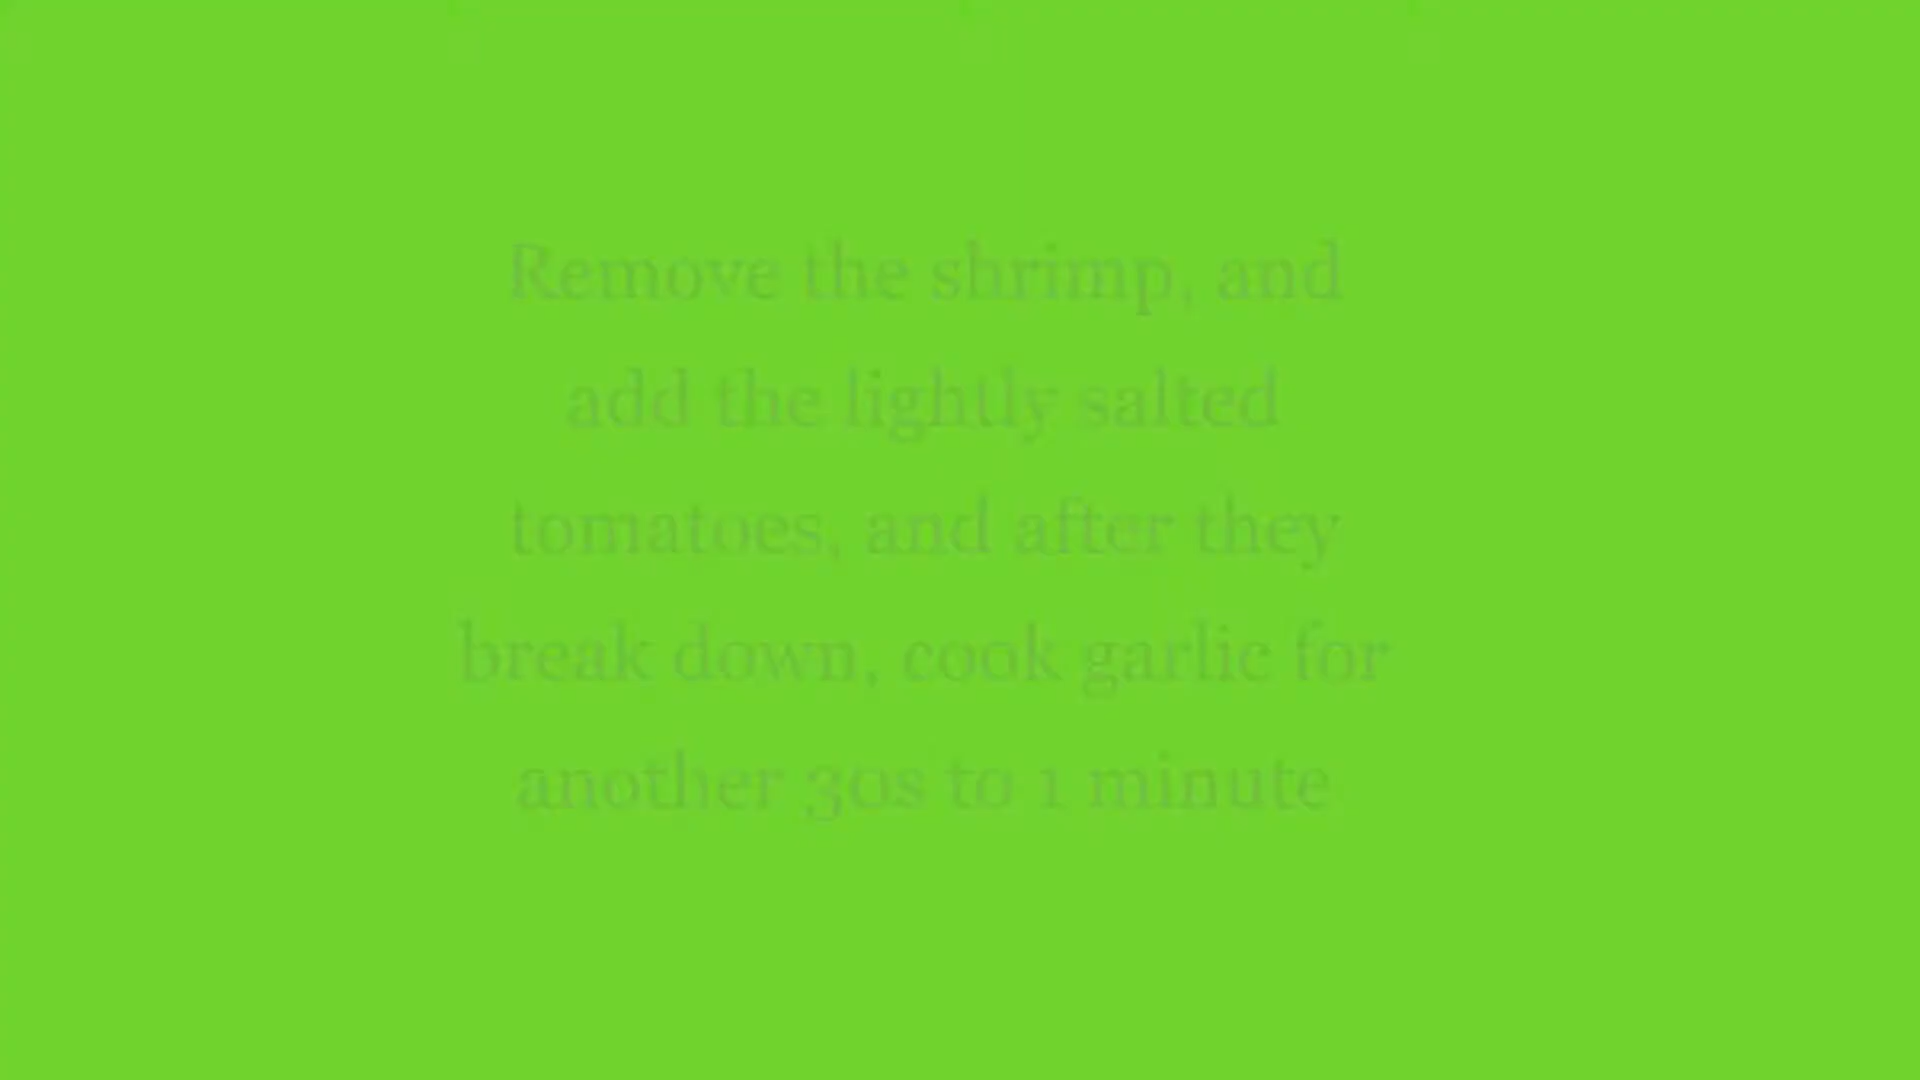 Remove the shrimp, and
add the lightly salted
tomatoes, and after they
break down, cook garlic for
another 30s to 1 minute